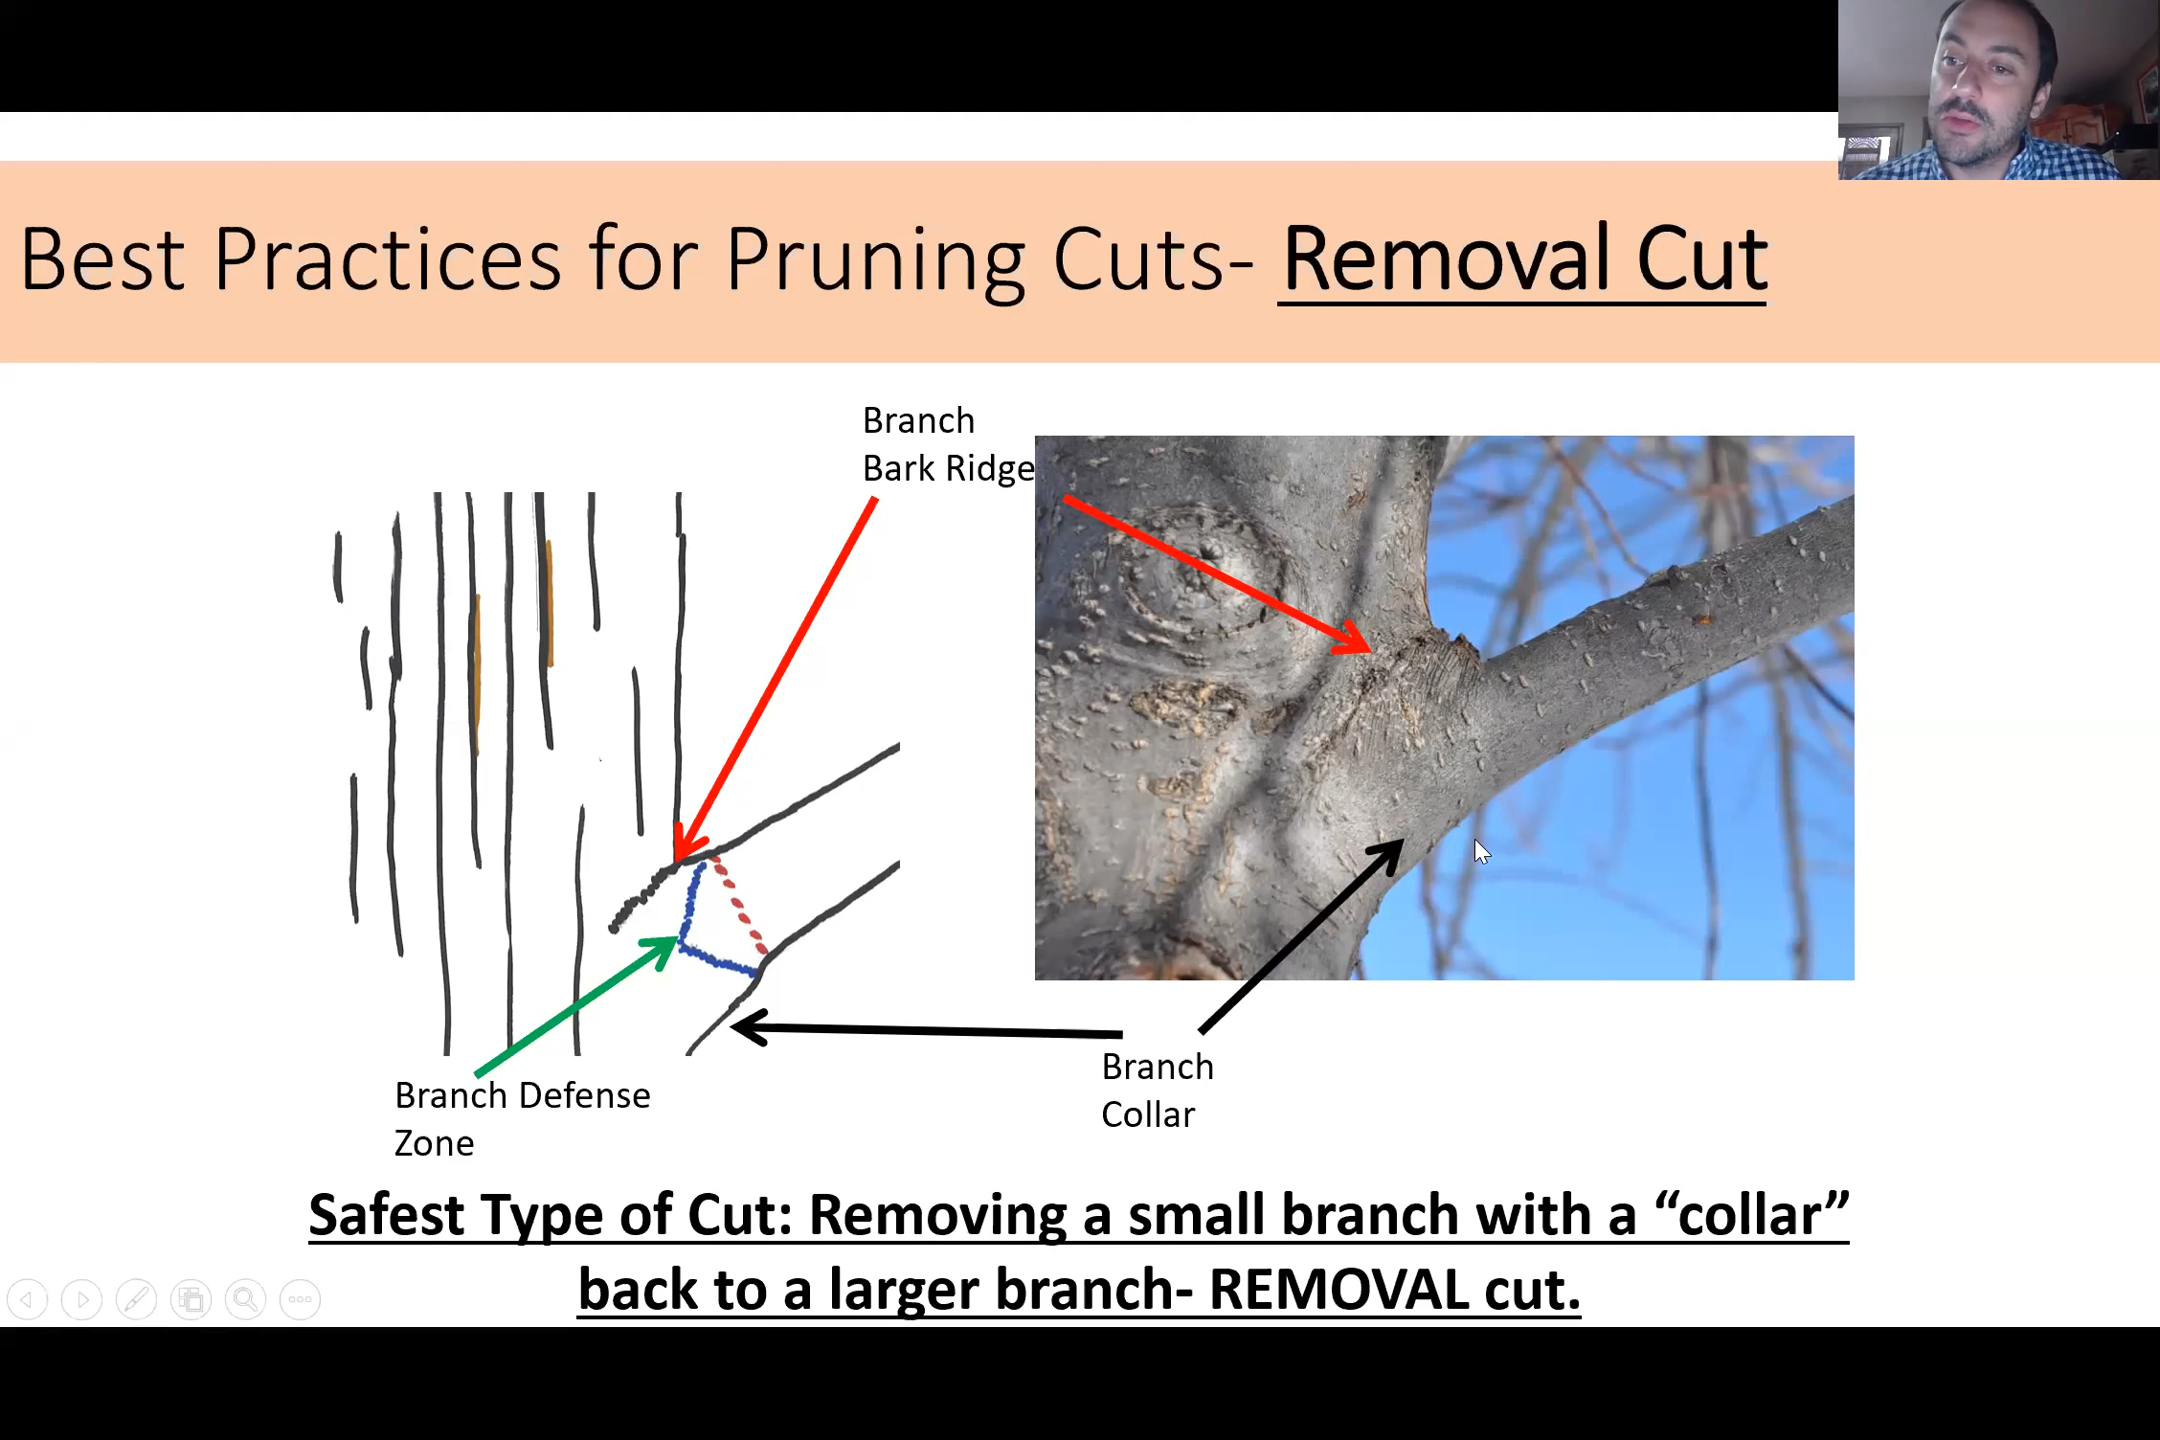 Best Practices for Pruning Cuts- Removal Cut
Branch
Bark Ridge
Branch Defense
Zone
Branch
Collar
Safest Type of Cut: Removing a small branch with a “collar”
back to a larger branch- REMOVAL cut.